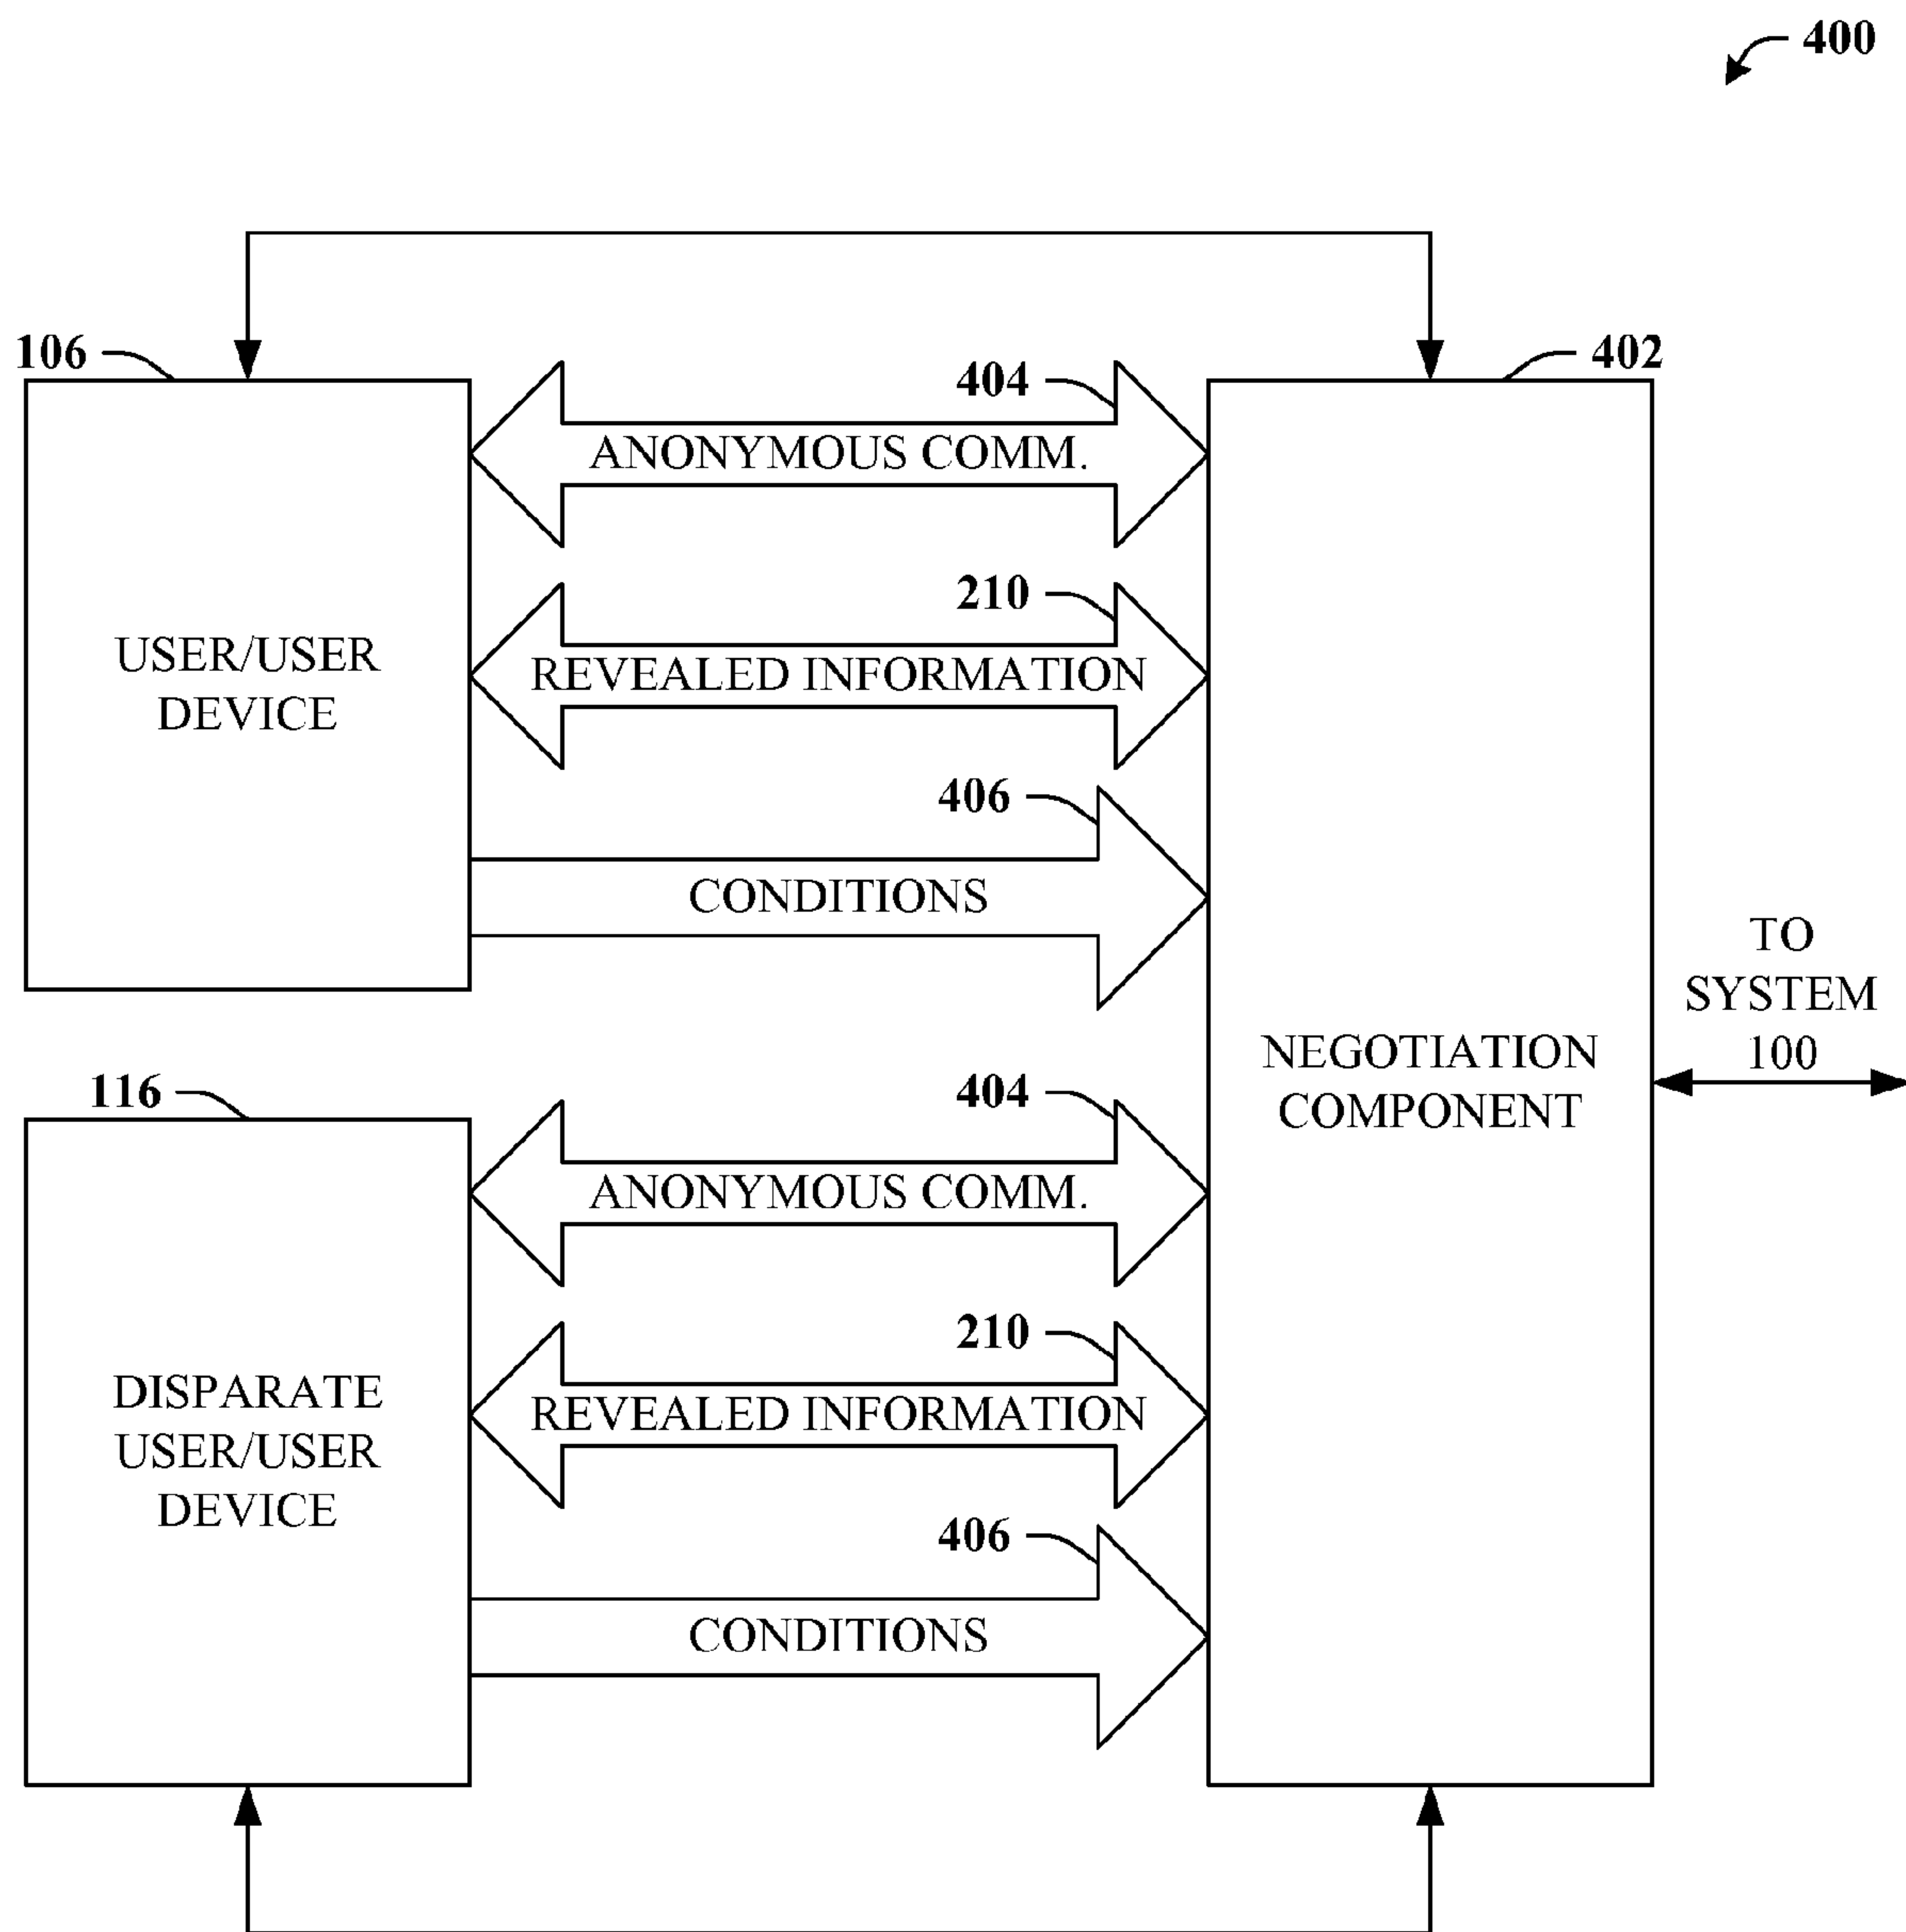 400
106
402
404
ANONYMOUS COMM.
210
USER/USER
DEVICE
REVEALED INFORMATION
406
CONDITIONS
TO
SYSTEM
100
NEGOTIATION
COMPONENT
116
404
ANONYMOUS COMM.
210
DISPARATE
USER/USER
DEVICE
REVEALED INFORMATION
406
CONDITIONS